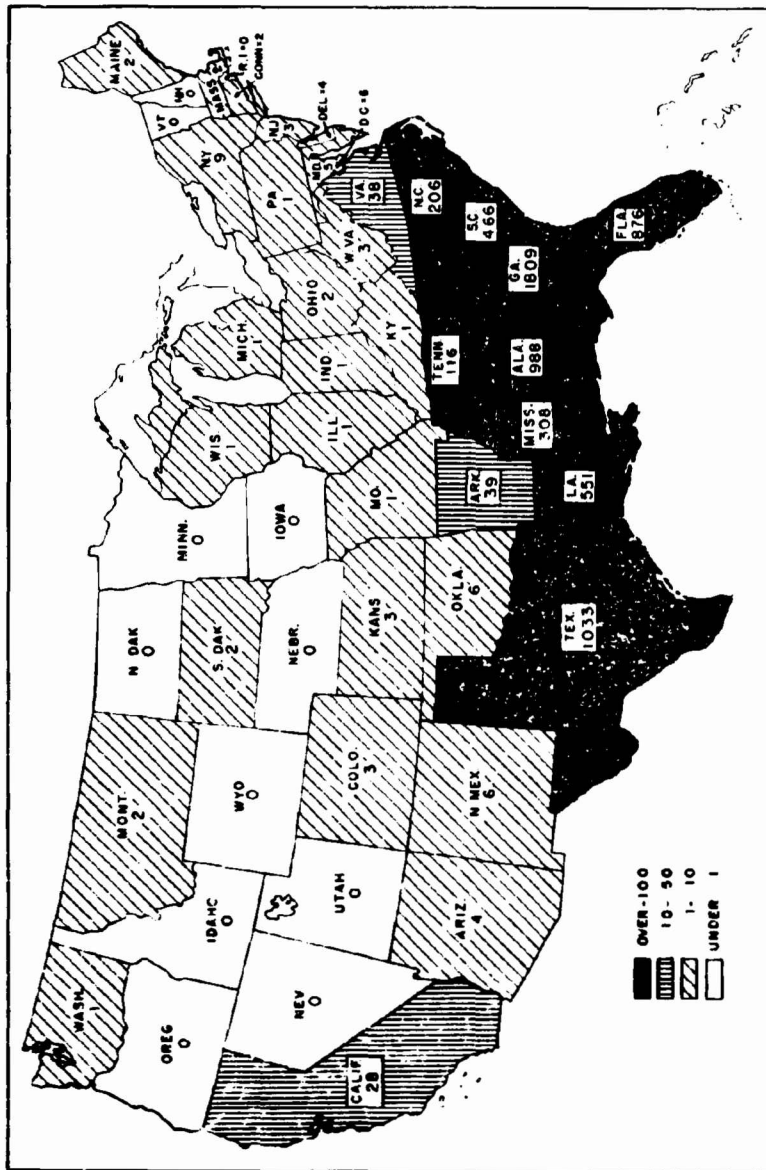 WASH.
1
OREG
0
CALIF
28
NEV
0
IDAHO
0
MONT.
2
WYO
0
UTAH
0
ARIZ.
4
COLO.
3
N MEX
6
N DAK
0
S. DAK
2
NEBR.
0
KANS
3
OKLA.
6
TEX.
1033
MINN.
0
IOWA
0
MO.
1
ARK.
39
LA.
551
WIS
1
ILL
1
MICH.
1
IND.
1
OHIO
2
KY
1
TENN
116
MISS.
308
ALA.
988
GA.
1809
FLA.
876
S.C
466
N.C
206
VA.
38
W.VA
3
PA
1
NY
9
VT
0
NH
0
MAINE
2
MASS
R.I=0
CONN=2
NJ
3
DEL=4
MD.
5
DC=6
OVER-100
10-50
1-10
UNDER 1